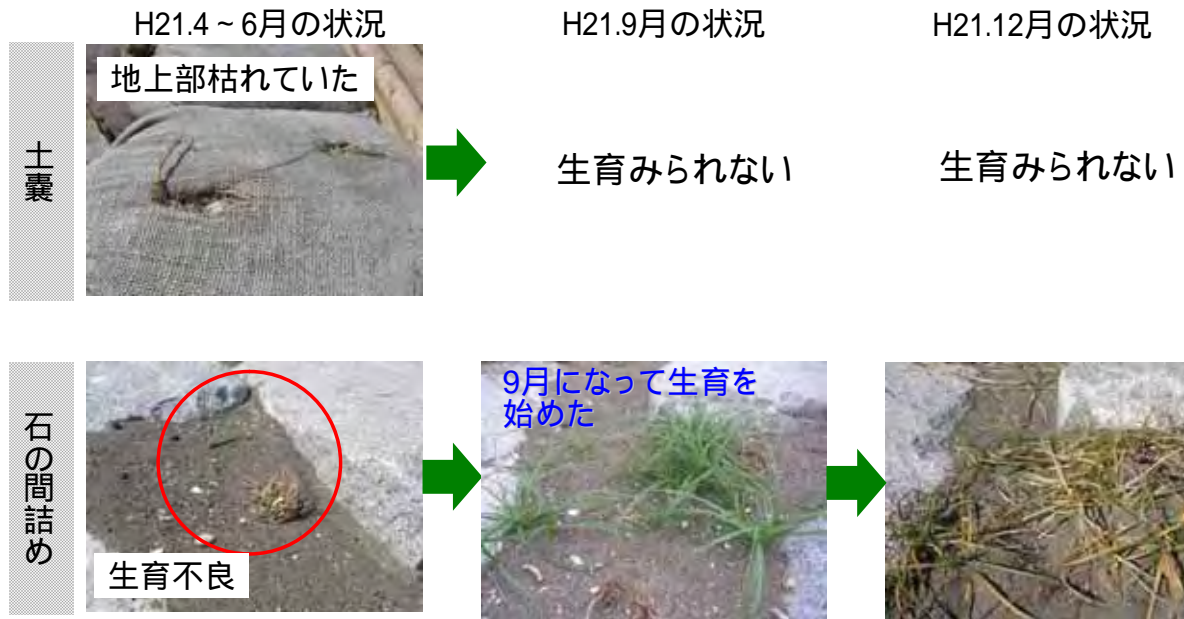 H21.4~6月の状況
H21.9月の状況
H21.12月の状況
土嚢
地上部枯れていた
生育みられない
生育みられない
石の間詰め
生育不良
9月になって生育を
始めた